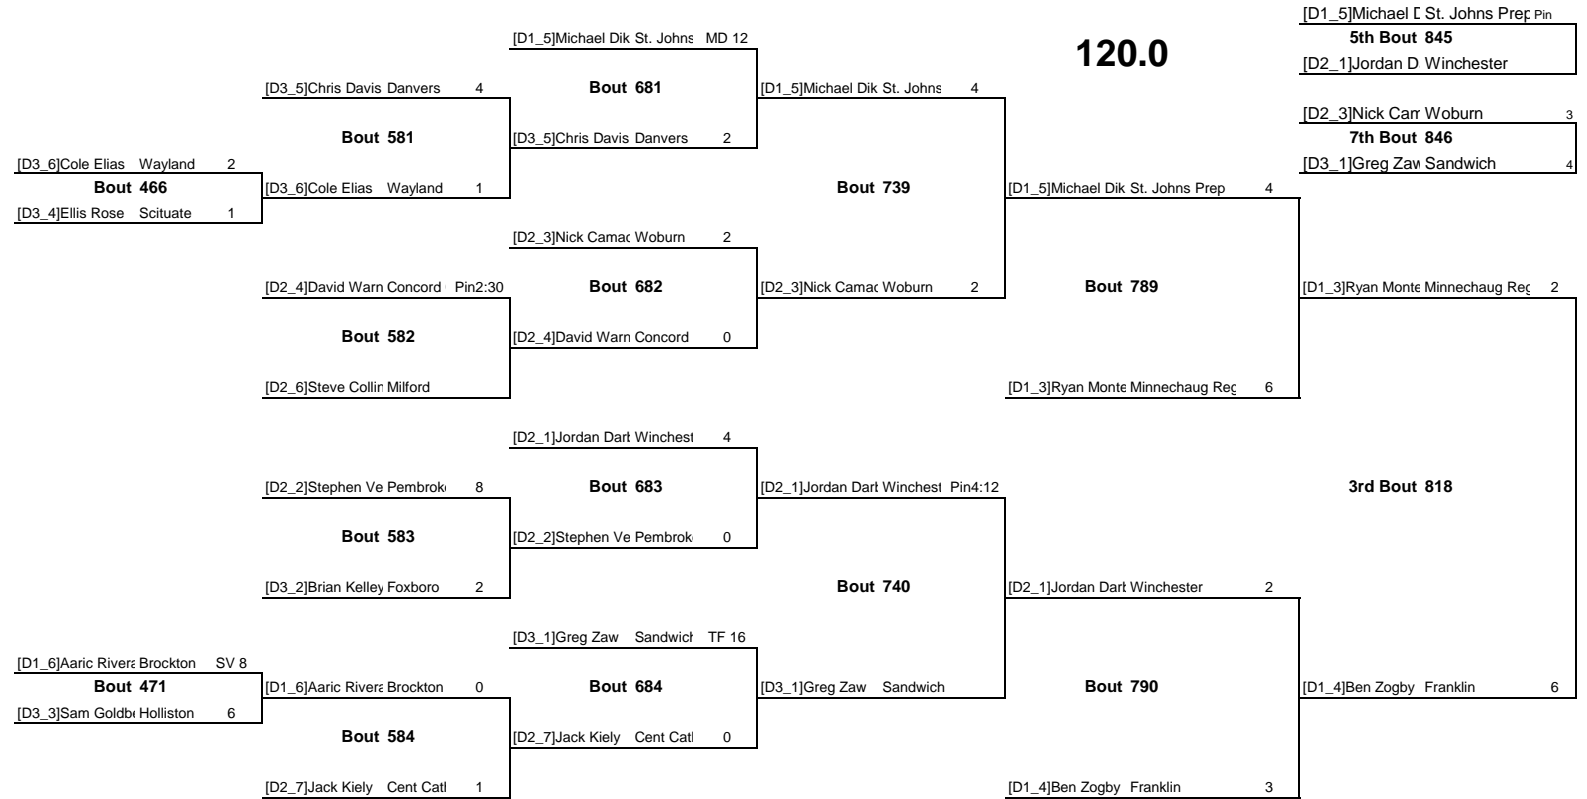 [D1_5]Michael D St. Johns Prep Pin
5th Bout 845
[D2_1]Jordan D Winchester
[D2_3]Nick Cam Woburn 3
7th Bout 846
[D3_1]Greg Zaw Sandwich 4
120.0
[D3_6]Cole Elias Wayland 2
Bout 466
[D3_4]Ellis Rose Scituate 1
[D1_6]Aaric Rivera Brockton SV 8
Bout 471
[D3_3]Sam Goldbe Holliston 6
[D3_5]Chris Davis Danvers 4
Bout 581
[D3_6]Cole Elias Wayland 1
[D2_4]David Warn Concord Pin2:30
Bout 582
[D2_6]Steve Collin Milford
[D2_2]Stephen Ve Pembroke 8
Bout 583
[D3_2]Brian Kelley Foxboro 2
[D1_6]Aaric Rivera Brockton 0
Bout 584
[D2_7]Jack Kiely Cent Catl 1
[D1_5]Michael Dik St. Johns MD 12
Bout 681
[D3_5]Chris Davis Danvers 2
[D2_3]Nick Camac Woburn 2
Bout 682
[D2_4]David Warn Concord 0
[D2_1]Jordan Dart Winchest 4
Bout 683
[D2_2]Stephen Ve Pembrok 0
[D3_1]Greg Zaw Sandwich TF 16
Bout 684
[D2_7]Jack Kiely Cent Catl 0
[D1_5]Michael Dik St. Johns 4
Bout 739
[D2_3]Nick Camac Woburn 2
[D2_1]Jordan Dart Winchest Pin4:12
Bout 740
[D3_1]Greg Zaw Sandwich
[D1_5]Michael Dik St. Johns Prep 4
Bout 789
[D1_3]Ryan Monte Minnechaug Reg 6
[D2_1]Jordan Dart Winchester 2
Bout 790
[D1_4]Ben Zogby Franklin 3
[D1_3]Ryan Monte Minnechaug Reg 2
3rd Bout 818
[D1_4]Ben Zogby Franklin 6